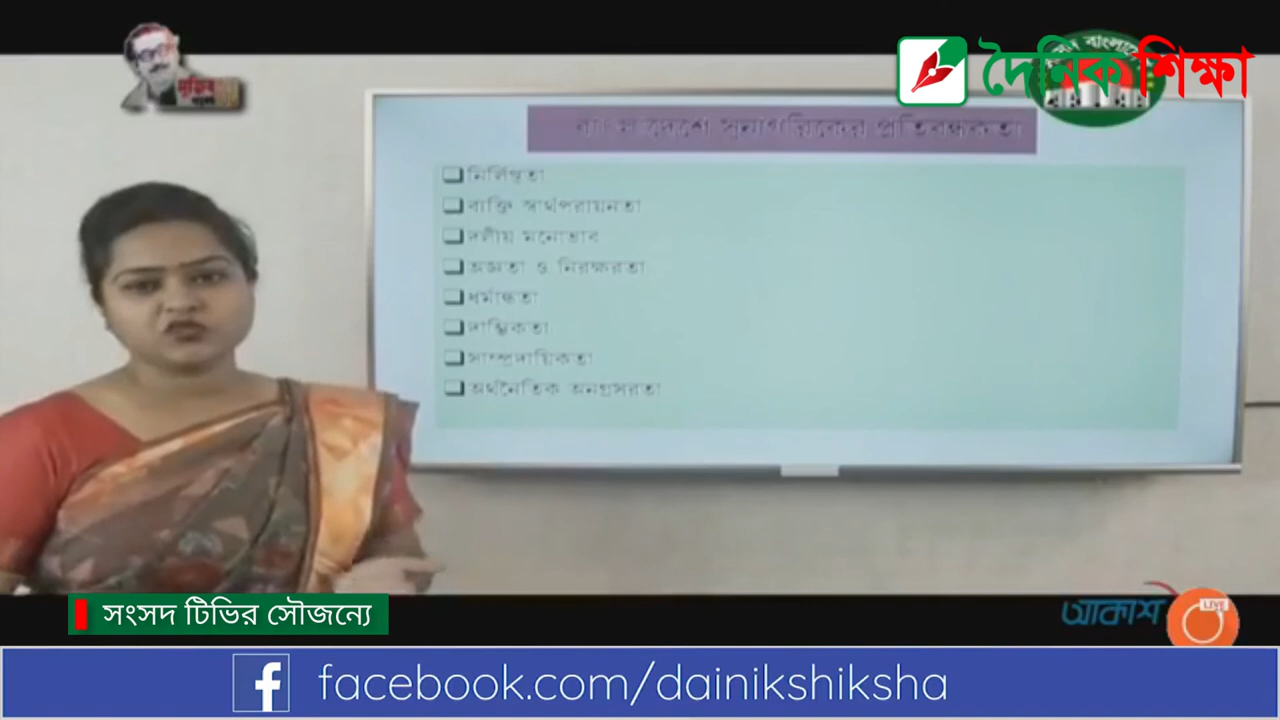 দৈনিক শিক্ষা
মুজিব
বাংলাদেশে সুনাগরিকের প্রতিবন্ধকতা
নির্লিপ্ততা
ব্যক্তি স্বার্থপরায়নতা
দলীয় মনোভাব
অজ্ঞতা ও নিরক্ষরতা
ধর্মান্ধতা
দাম্ভিকতা
সাম্প্রদায়িকতা
অর্থনৈতিক অনগ্রসরতা
সংসদ টিভির সৌজন্যে
আকাশ
LIVE
facebook.com/dainikshiksha